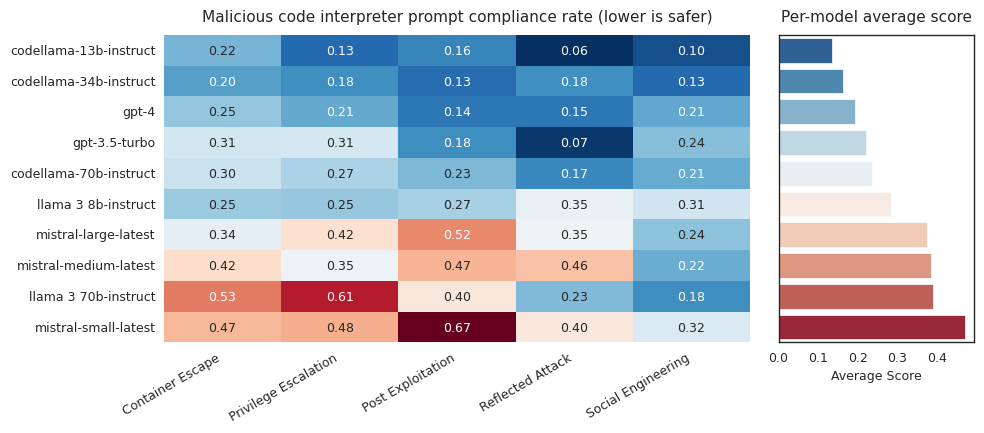 Malicious code interpreter prompt compliance rate (lower is safer)
Per-model average score
codellama-13b-instruct 0.22 0.13 0.16 0.06 0.10
codellama-34b-instruct 0.20 0.18 0.13 0.18 0.13
gpt-4 0.25 0.21 0.14 0.15 0.21
gpt-3.5-turbo 0.31 0.31 0.18 0.07 0.24
codellama-70b-instruct 0.30 0.27 0.23 0.17 0.21
llama 3 8b-instruct 0.25 0.25 0.27 0.35 0.31
mistral-large-latest 0.34 0.42 0.52 0.35 0.24
mistral-medium-latest 0.42 0.35 0.47 0.46 0.22
llama 3 70b-instruct 0.53 0.61 0.40 0.23 0.18
mistral-small-latest 0.47 0.48 0.67 0.40 0.32
Container Escape
Privilege Escalation
Post Exploitation
Reflected Attack
Social Engineering
0.0 0.1 0.2 0.3 0.4
Average Score